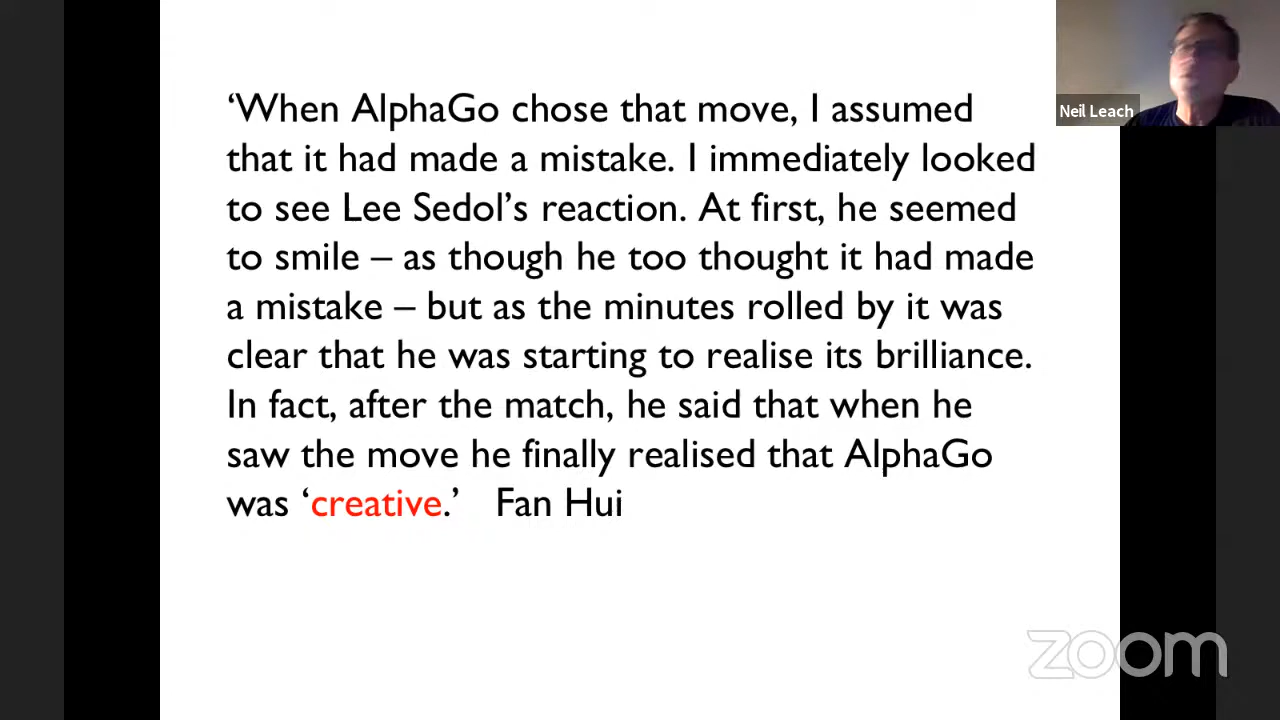 ‘When AlphaGo chose that move, I assumed
that it had made a mistake. I immediately looked
to see Lee Sedol’s reaction. At first, he seemed
to smile – as though he too thought it had made
a mistake – but as the minutes rolled by it was
clear that he was starting to realise its brilliance.
In fact, after the match, he said that when he
saw the move he finally realised that AlphaGo
was ‘creative.’ Fan Hui
Neil Leach
zoom